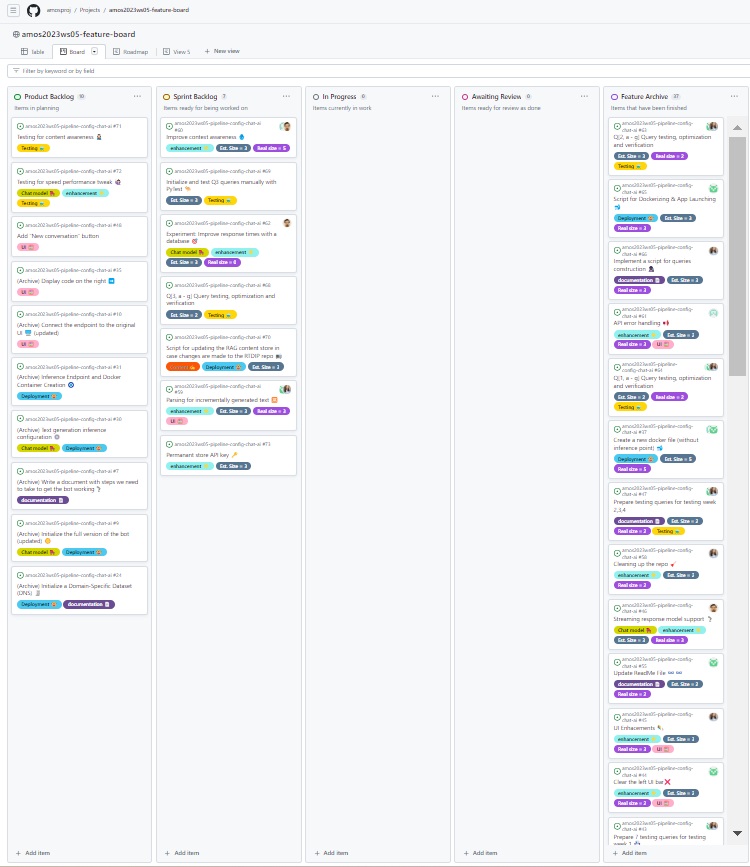 amosproj / Projects / amos2023ws05-feature-board
amos2023ws05-feature-board
Table Board Roadmap View 5 + New view
Filter by keyword or by field
Product Backlog 10
Items in planning
amos2023ws05-pipeline-config-chat-ai #71
Testing for content awareness
Testing
amos2023ws05-pipeline-config-chat-ai #72
Testing for speed performance tweak
Chat model enhancement
Testing
amos2023ws05-pipeline-config-chat-ai
Add "New conversation" button
UI
amos2023ws05-pipeline-config-chat-ai
(Archive) Display code on the right
UI
amos2023ws05-pipeline-config-chat-ai
(Archive) Connect the endpoint to the original
UI (updated)
UI
amos2023ws05-pipeline-config-chat-ai
(Archive) Inference Endpoint and Docker
Container Creation
Deployment
amos2023ws05-pipeline-config-chat-ai #30
(Archive) Text generation inference
configuration
Chat model Deployment
amos2023ws05-pipeline-config-chat-ai #7
(Archive) Write a document with steps we need
to take to get the bot working
documentation
amos2023ws05-pipeline-config-chat-ai #9
(Archive) Initialize the full version of the bot
(updated)
Chat model Deployment
amos2023ws05-pipeline-config-chat-ai
(Archive) Initialize a Domain-Specific Dataset
(DNS)
Deployment documentation
+ Add item
Sprint Backlog 7
Items ready for being worked on
amos2023ws05-pipeline-config-chat-ai
#60
Improve context awareness
enhancement Est. Size = 3 Real size = 5
amos2023ws05-pipeline-config-chat-ai #69
Initialize and test Q3 queries manually with
PyTest
Est. Size = 3 Testing
amos2023ws05-pipeline-config-chat-ai #62
Experiment: Improve response times with a
database
Chat model enhancement
Est. Size = 3 Real size = 8
amos2023ws05-pipeline-config-chat-ai #68
Q[3, a - q] Query testing, optimization and
verification
Est. Size = 2 Testing
amos2023ws05-pipeline-config-chat-ai #70
Script for updating the RAG content store in
case changes are made to the RTDIP repo
Deployment Est. Size = 3
amos2023ws05-pipeline-config-chat-ai
#59
Parsing for incrementally generated text
enhancement Est. Size = 3 Real size = 3
UI
amos2023ws05-pipeline-config-chat-ai #73
Permanant store API key
enhancement Est. Size = 3
+ Add item
In Progress 0
Items currently in work
+ Add item
Awaiting Review 0
Items ready for review as done
+ Add item
Feature Archive 37
Items that have been finished
amos2023ws05-pipeline-config-
chat-ai #63
Q[2, a - q] Query testing, optimization
and verification
Est. Size = 3 Real size = 2
Testing
amos2023ws05-pipeline-config-
chat-ai #65
Script for Dockerizing & App Launching
Deployment Est. Size = 3
Real size = 3
amos2023ws05-pipeline-config-
chat-ai #66
Implement a script for queries
construction
documentation Est. Size = 3
Real size = 3
amos2023ws05-pipeline-config-
chat-ai #61
API error handling
enhancement Est. Size = 3
Real size = 3 UI
amos2023ws05-pipeline-
config-chat-ai #64
Q[1, a - q] Query testing, optimization
and verification
Est. Size = 3 Real size = 2
Testing
amos2023ws05-pipeline-config-
chat-ai #37
Create a new docker file (without
inference point)
Deployment Est. Size = 5
Real size = 5
amos2023ws05-pipeline-config-
chat-ai #47
Prepare testing queries for testing week
2,3,4
documentation Est. Size = 2
Real size = 3 Testing
amos2023ws05-pipeline-config-
chat-ai #58
Cleaning up the repo
enhancement Est. Size = 3
Real size = 2
amos2023ws05-pipeline-config-
chat-ai #46
Streaming response model support
Chat model enhancement
Est. Size = 3 Real size = 3
amos2023ws05-pipeline-config-
chat-ai #55
Update ReadMe File
documentation Est. Size = 2
Real size = 2
amos2023ws05-pipeline-config-
chat-ai #45
UI Enhacements
enhancement Est. Size = 3
Real size = 3 UI
amos2023ws05-pipeline-config-
chat-ai #44
Clear the left UI bar
enhancement Est. Size = 3
Real size = 3 UI
amos2023ws05-pipeline-config-
chat-ai #43
Prepare 7 testing queries for testing
week 1
+ Add item